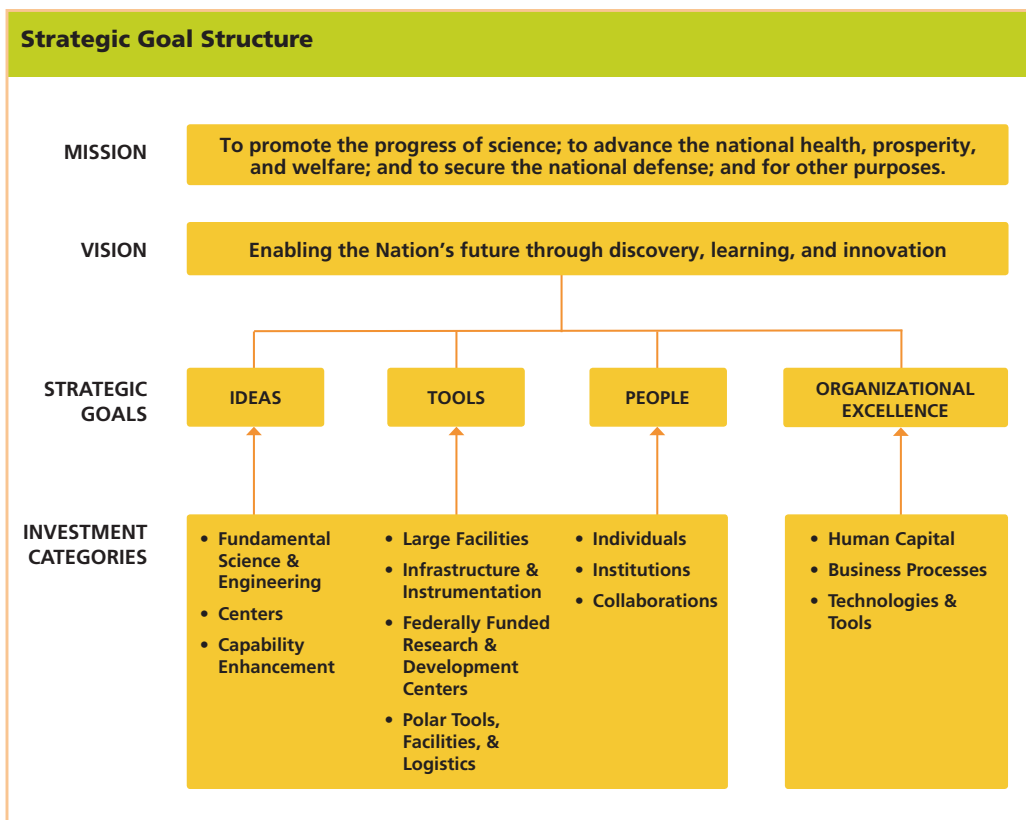 Strategic Goal Structure
MISSION
To promote the progress of science; to advance the national health, prosperity,
and welfare; and to secure the national defense; and for other purposes.
VISION
Enabling the Nation’s future through discovery, learning, and innovation
STRATEGIC
GOALS
IDEAS
TOOLS
PEOPLE
ORGANIZATIONAL
EXCELLENCE
INVESTMENT
CATEGORIES
• Fundamental
Science &
Engineering
• Centers
• Capability
Enhancement
• Large Facilities
• Infrastructure &
Instrumentation
• Federally Funded
Research &
Development
Centers
• Polar Tools,
Facilities, &
Logistics
• Individuals
• Institutions
• Collaborations
• Human Capital
• Business Processes
• Technologies &
Tools